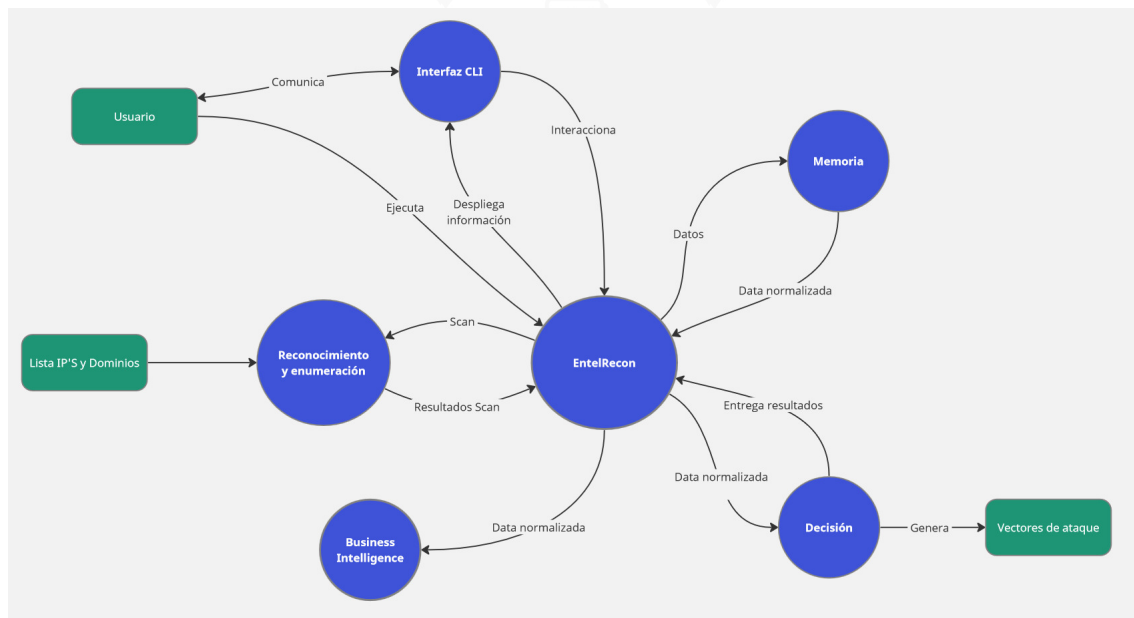 Interfaz CLI
Comunica
Usuario
Interacciona
Memoria
Ejecuta
Despliega
información
Datos
Data normalizada
Scan
Reconocimiento
y enumeración
Lista IP'S y Dominios
EntelRecon
Resultados Scan
Entrega resultados
Data normalizada
Data normalizada
Decisión
Genera
Vectores de ataque
Business
Intelligence